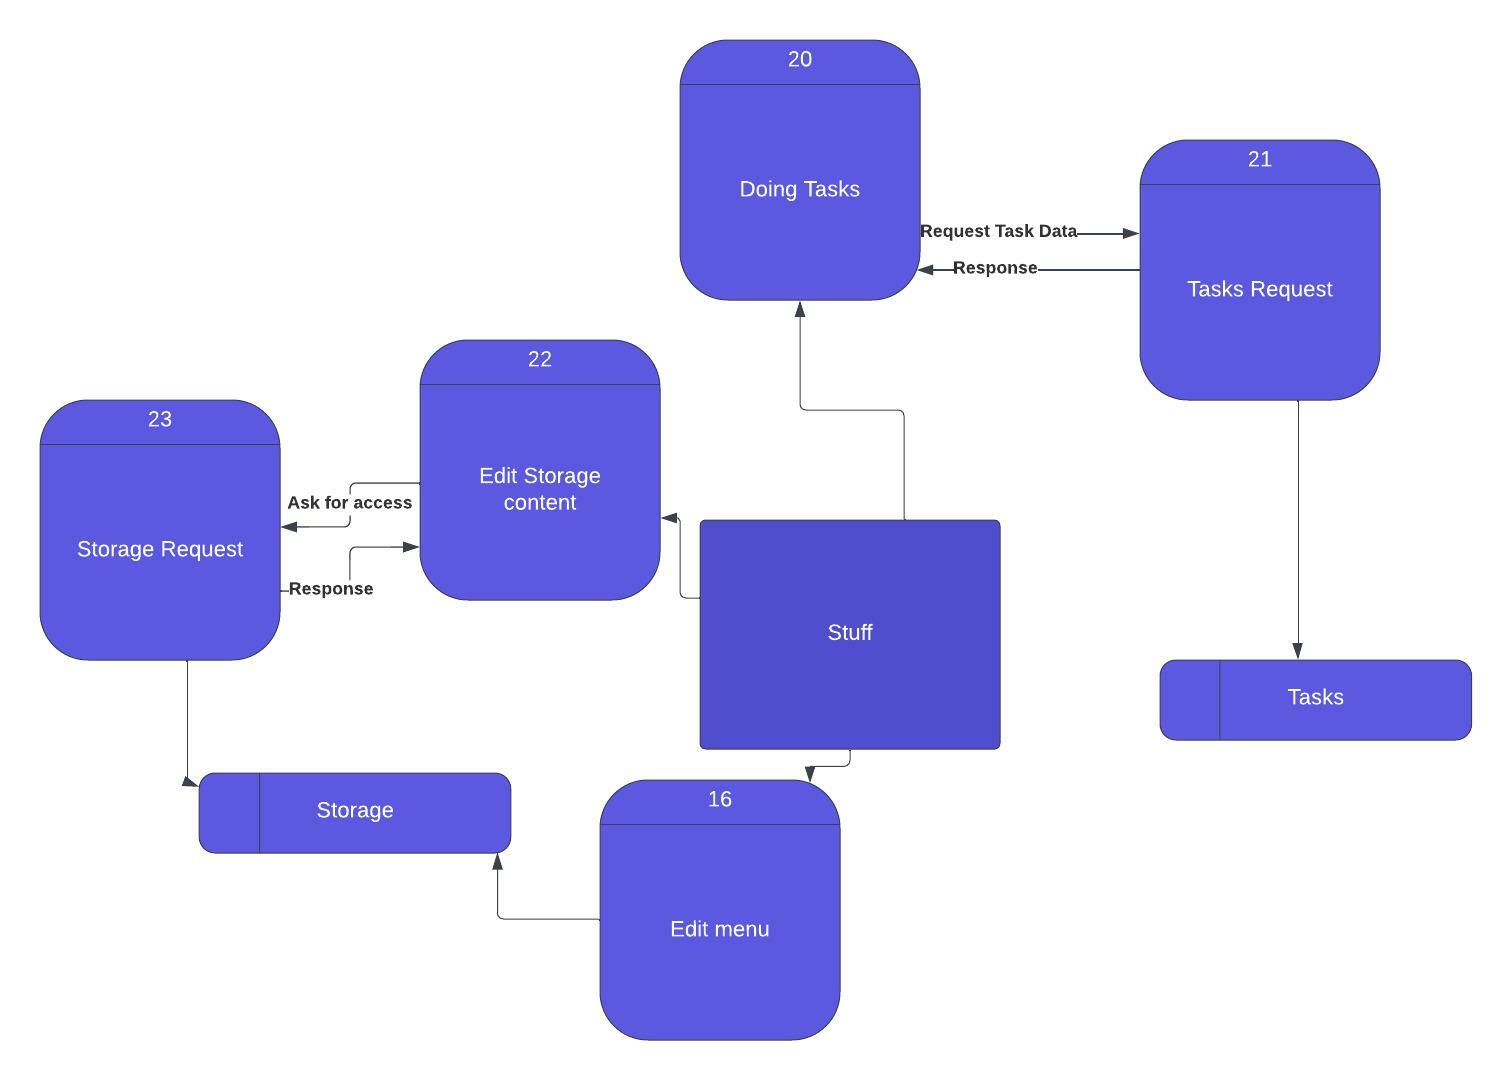 20
Doing Tasks
21
Request Task Data
Response
Tasks Request
22
Edit Storage
content
23
Ask for access
Storage Request
Response
Stuff
Tasks
Storage
16
Edit menu